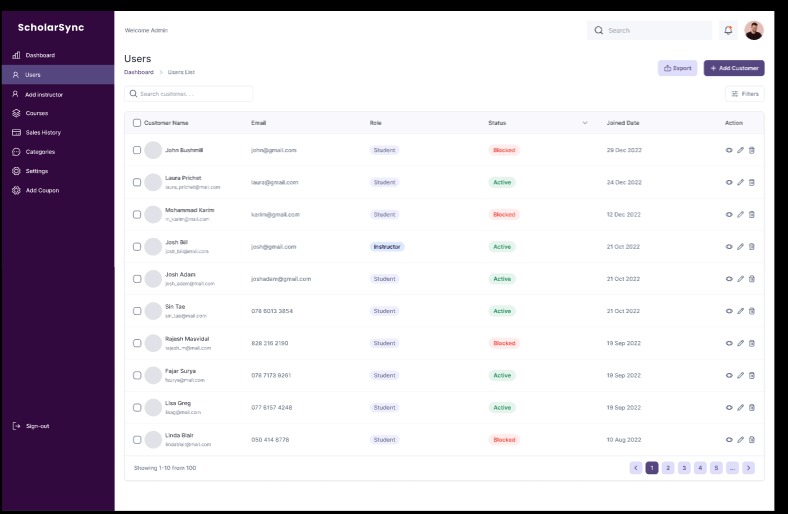 ScholarSync
Dashboard
Users
Add instructor
Courses
Sales History
Categories
Settings
Add Coupon
Sign-out
Welcome Admin
Search
Users
Dashboard > Users List
Export
+ Add Customer
Search customer. . .
Filters
Customer Name Email Role Status Joined Date Action
John Bushmill john@gmail.com Student Blocked 29 Dec 2022
Laura Prichet laura@gmail.com Student Active 24 Dec 2022
laura_prichet@mail.com
Mohammad Karim karim@gmail.com Student Blocked 12 Dec 2022
m_karim@mail.com
Josh Bill josh@gmail.com Instructor Active 21 Oct 2022
josh_bill@mail.com
Josh Adam joshadam@gmail.com Student Active 21 Oct 2022
josh_adam@mail.com
Sin Tae 078 6013 3854 Student Active 21 Oct 2022
sin_tae@mail.com
Rajesh Masvidal 828 216 2190 Student Blocked 19 Sep 2022
rajesh_m@mail.com
Fajar Surya 078 7173 9261 Student Active 19 Sep 2022
fsurya@mail.com
Lisa Greg 077 6157 4248 Student Active 19 Sep 2022
lisag@mail.com
Linda Blair 050 414 8778 Student Blocked 10 Aug 2022
lindablair@mail.com
Showing 1-10 from 100
1 2 3 4 5 ...